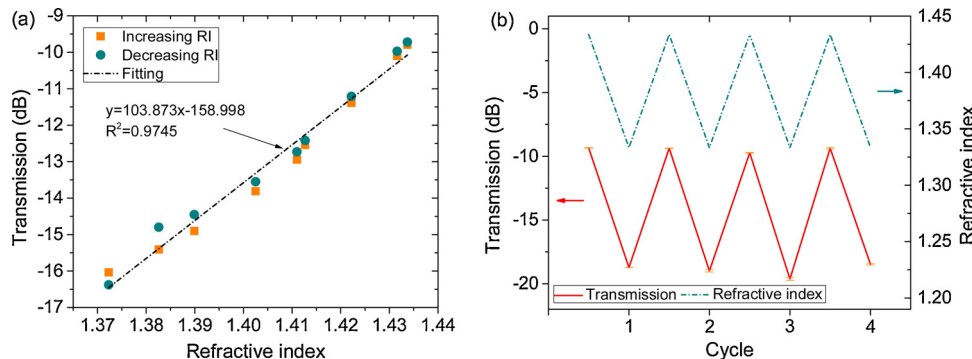 (a)
-9
-10
-11
-12
-13
-14
-15
-16
-17
Transmission (dB)
Increasing RI
Decreasing RI
Fitting
y=103.873x-158.998
R²=0.9745
1.37 1.38 1.39 1.40 1.41 1.42 1.43 1.44
Refractive index
(b)
0
-5
-10
-15
-20
Transmission (dB)
1.45
1.40
1.35
1.30
1.25
1.20
Refractive index
Transmission Refractive index
1 2 3 4
Cycle